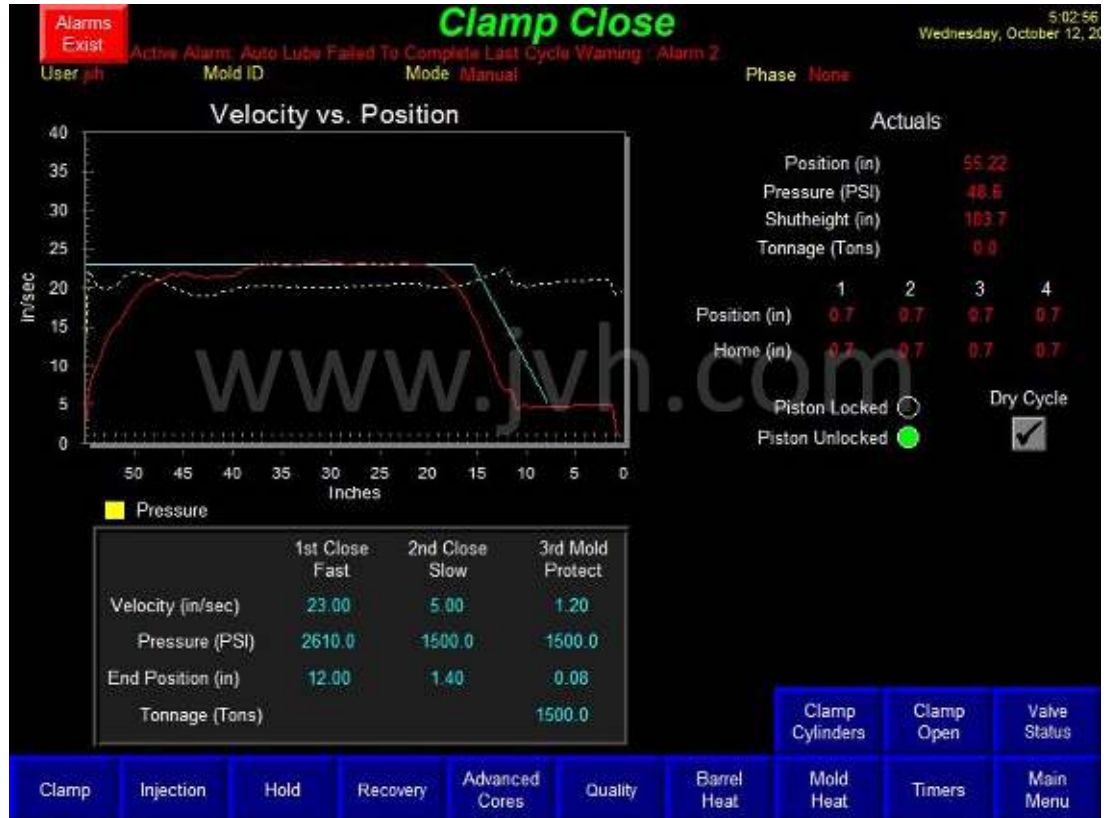 Alarms
Exist
Clamp Close
5:02:56
Wednesday, October 12, 20
Active Alarm: Auto Lube Failed To Complete Last Cycle Warning : Alarm 2
User jvh Mold ID Mode Manual Phase None
Velocity vs. Position
40
35
30
25
20
15
10
5
0
in/sec
50 45 40 35 30 25 20 15 10 5 0
Inches
Pressure
Actuals
Position (in) 55.22
Pressure (PSI) 48.6
Shutheight (in) 103.7
Tonnage (Tons) 0.0
1 2 3 4
Position (in) 0.7 0.7 0.7 0.7
Home (in) 0.7 0.7 0.7 0.7
www.jvh.com
Piston Locked
Piston Unlocked
Dry Cycle
1st Close Fast 2nd Close Slow 3rd Mold Protect
Velocity (in/sec) 23.00 5.00 1.20
Pressure (PSI) 2610.0 1500.0 1500.0
End Position (in) 12.00 1.40 0.08
Tonnage (Tons) 1500.0
Clamp Cylinders
Clamp Open
Valve Status
Clamp
Injection
Hold
Recovery
Advanced Cores
Quality
Barrel Heat
Mold Heat
Timers
Main Menu